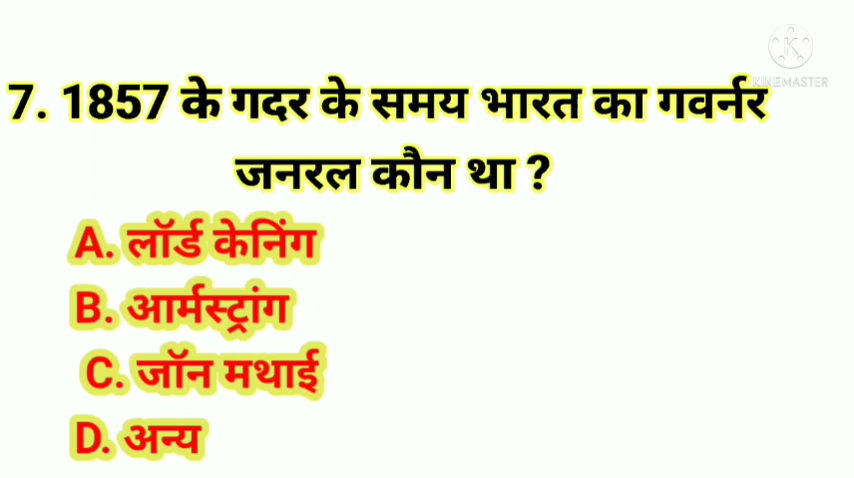 KINEMASTER
7. 1857 के गदर के समय भारत का गवर्नर
जनरल कौन था ?
A. लॉर्ड केनिंग
B. आर्मस्ट्रांग
C. जॉन मथाई
D. अन्य